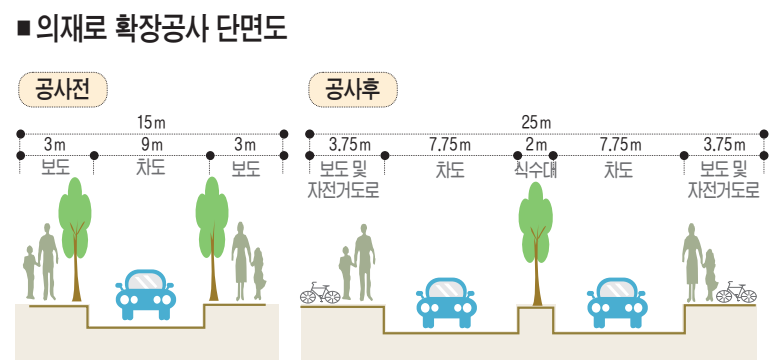 ■ 의재로 확장공사 단면도
공사전
15m
3m 9m 3m
보도 차도 보도
공사후
25m
3.75m 7.75m 2m 7.75m 3.75m
보도 및 차도 식수대 차도 보도 및
자전거도로 자전거도로